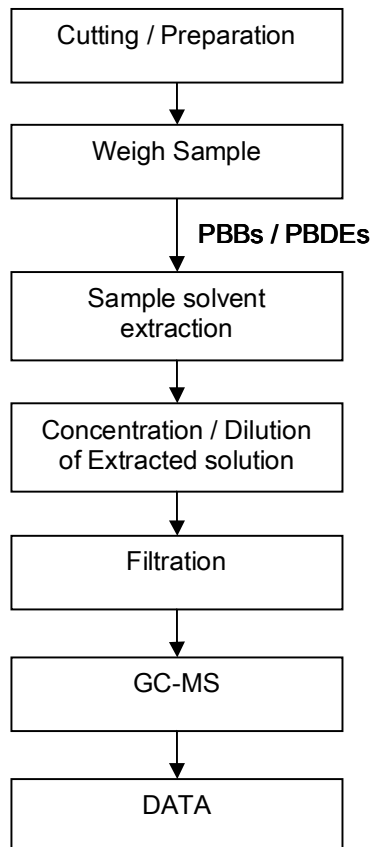 Cutting / Preparation
Weigh Sample
PBBs / PBDEs
Sample solvent
extraction
Concentration / Dilution
of Extracted solution
Filtration
GC-MS
DATA